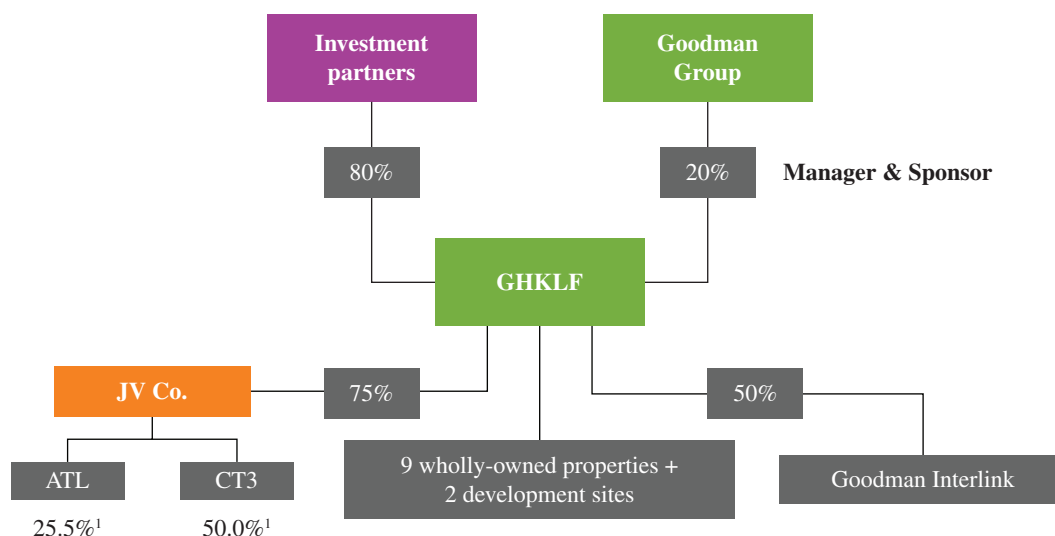 Investment
partners
Goodman
Group
80%
20%
Manager & Sponsor
GHKLF
JV Co.
75%
50%
ATL
CT3
9 wholly-owned properties +
2 development sites
Goodman Interlink
25.5%¹
50.0%¹